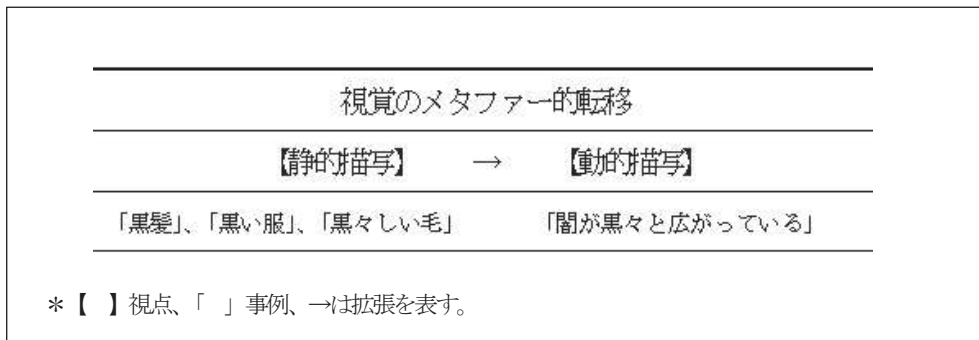 視覚のメタファー的転移
【静的描写】 → 【動的描写】
「黒髪」、「黒い服」、「黒々しい毛」 「闇が黒々と広がっている」
＊【　】視点、「　」事例、→は拡張を表す。